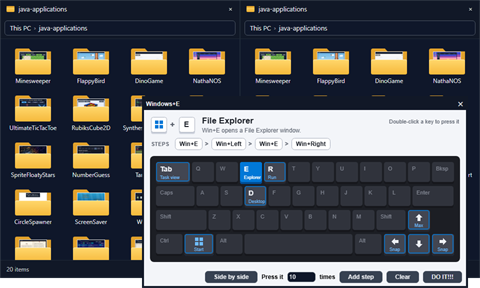 java-applications
×
This PC › java-applications
Minesweeper
FlappyBird
DinoGame
NathaNOS
UltimateTicTacToe
RubiksCube2D
SpriteFloatyStars
NumberGuess
CircleSpawner
ScreenSaver
20 items
java-applications
×
This PC › java-applications
Minesweeper
FlappyBird
DinoGame
NathaNOS
Windows+E
×
+
E
File Explorer
Win+E opens a File Explorer window.
Double-click a key to press it
STEPS
Win+E > Win+Left > Win+E > Win+Right
Tab
Task view
Q
W
E
Explorer
R
Run
T
Y
U
I
O
P
Bksp
Caps
A
S
D
Desktop
F
G
H
J
K
L
Enter
Shift
Z
X
C
V
B
N
M
Shift
Max
Ctrl
Start
Alt
Alt
Snap
Snap
Side by side
Press it
10
times
Add step
Clear
DO IT!!!